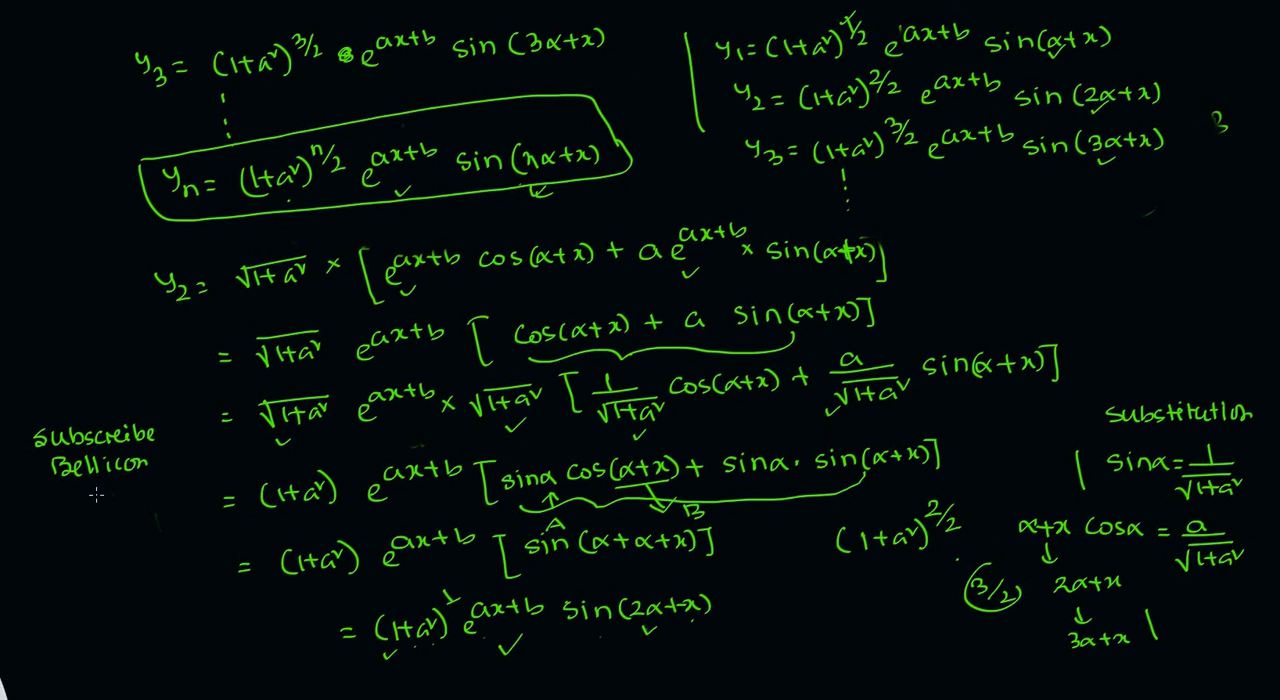 y₃ = (1+a²)^3/2 e^ax+b sin (3α+x)
⋮
yₙ = (1+a²)^n/2 e^ax+b sin (nα+x)
y₁ = (1+a²)^1/2 e^ax+b sin(α+x)
y₂ = (1+a²)^2/2 e^ax+b sin (2α+x)
y₃ = (1+a²)^3/2 e^ax+b sin (3α+x)
⋮
3
y₂ = √1+a² × [e^ax+b cos(α+x) + a e^ax+b × sin(α+x)]
= √1+a² e^ax+b [cos(α+x) + a sin(α+x)]
= √1+a² e^ax+b × √1+a² [1/√1+a² cos(α+x) + a/√1+a² sin(α+x)]
= (1+a²) e^ax+b [sinα cos(α+x) + sinα · sin(α+x)]
A B
= (1+a²) e^ax+b [sin (α+α+x)]
= (1+a²)^1 e^ax+b sin(2α+x)
Subscreibe
Bellicon
Substitution
| sinα = 1/√1+a²
cosα = a/√1+a²
(1+a²)^2/2
α+x
↓
3/2 2α+x
↓
3α+x |